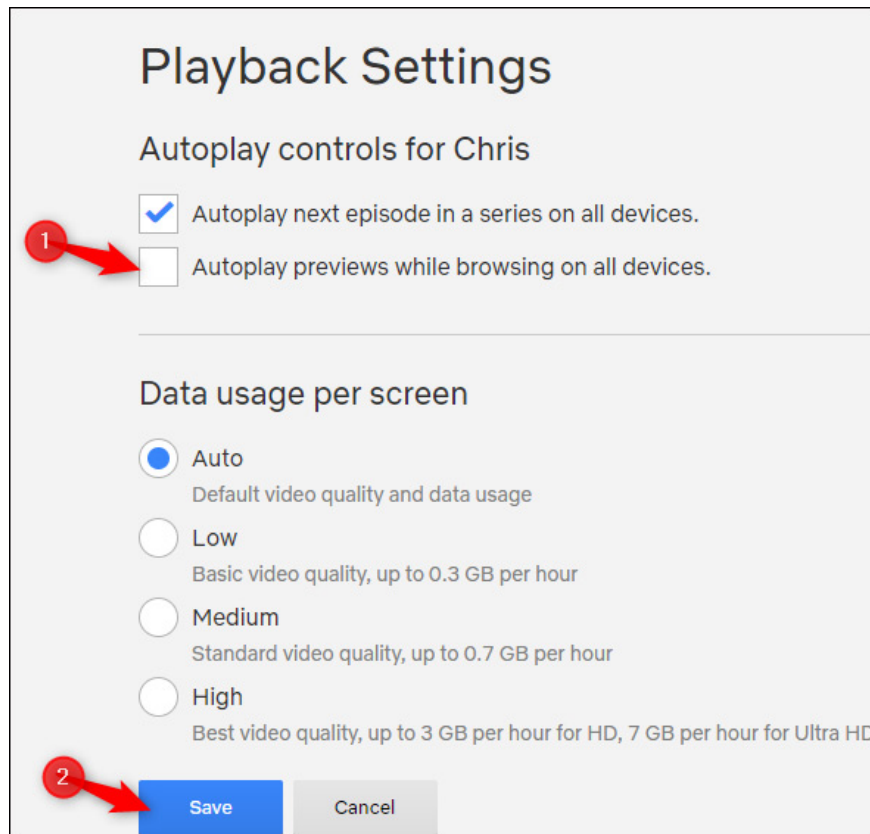 Playback Settings
Autoplay controls for Chris
Autoplay next episode in a series on all devices.
1
Autoplay previews while browsing on all devices.
Data usage per screen
Auto
Default video quality and data usage
Low
Basic video quality, up to 0.3 GB per hour
Medium
Standard video quality, up to 0.7 GB per hour
High
Best video quality, up to 3 GB per hour for HD, 7 GB per hour for Ultra HD
2
Save Cancel